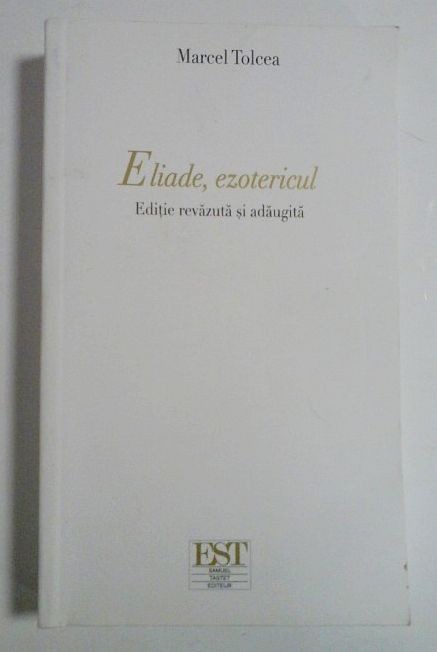 Marcel Tolcea
Eliade, ezotericul
Ediție revăzută și adăugită
EST
SAMUEL
TASTET
EDITEUR